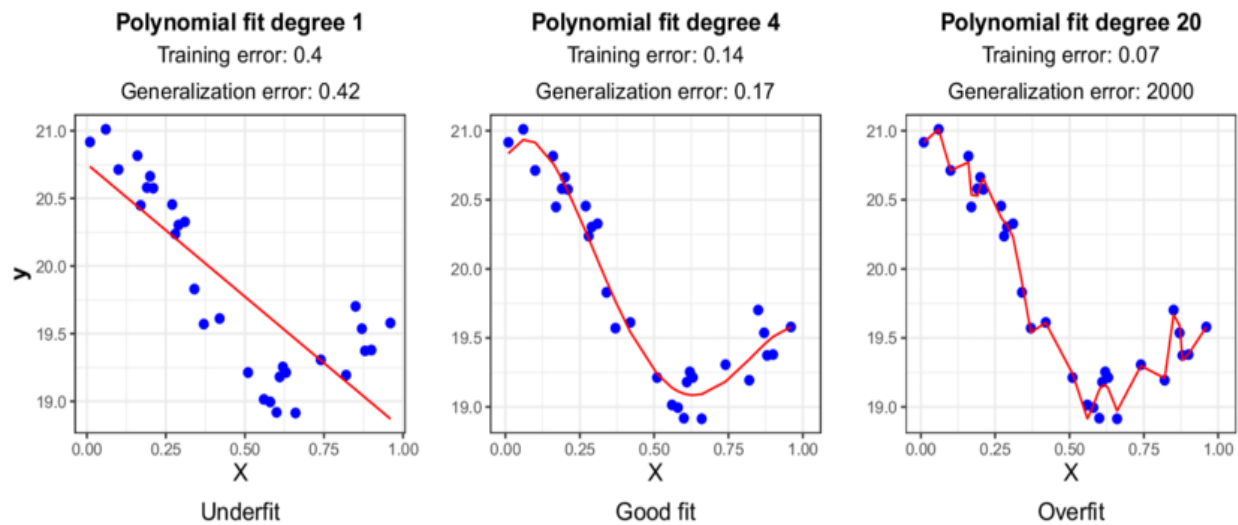 Polynomial fit degree 1
Training error: 0.4
Generalization error: 0.42
21.0
20.5
20.0
19.5
19.0
y
0.00 0.25 0.50 0.75 1.00
X
Underfit
Polynomial fit degree 4
Training error: 0.14
Generalization error: 0.17
21.0
20.5
20.0
19.5
19.0
0.00 0.25 0.50 0.75 1.00
X
Good fit
Polynomial fit degree 20
Training error: 0.07
Generalization error: 2000
21.0
20.5
20.0
19.5
19.0
0.00 0.25 0.50 0.75 1.00
X
Overfit